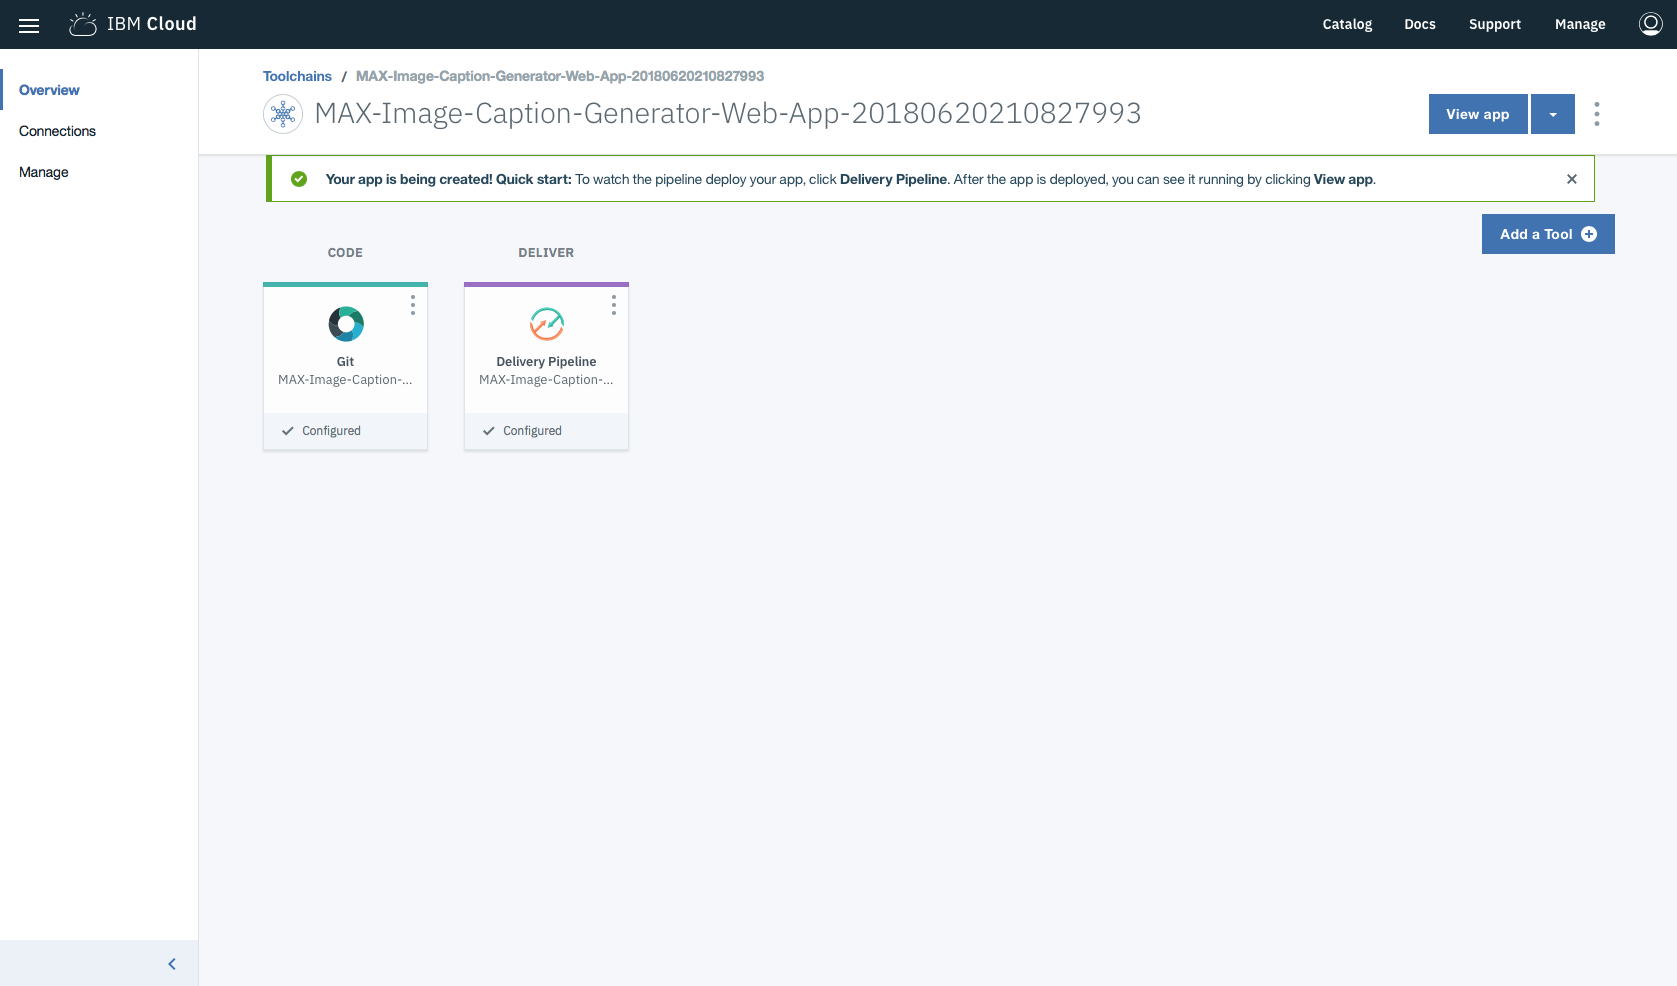 IBM Cloud
Catalog
Docs
Support
Manage
Overview
Connections
Manage
Toolchains / MAX-Image-Caption-Generator-Web-App-20180620210827993
MAX-Image-Caption-Generator-Web-App-20180620210827993
View app
Your app is being created! Quick start: To watch the pipeline deploy your app, click Delivery Pipeline. After the app is deployed, you can see it running by clicking View app.
Add a Tool
CODE
DELIVER
Git
MAX-Image-Caption-...
Configured
Delivery Pipeline
MAX-Image-Caption-...
Configured